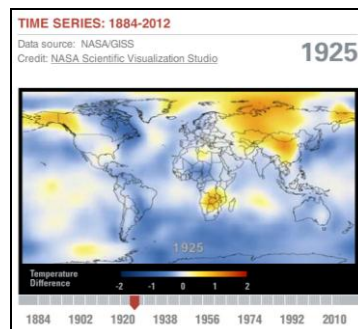 TIME SERIES: 1884-2012
Data source: NASA/GISS
Credit: NASA Scientific Visualization Studio
1925
1925
Temperature
Difference
-2 -1 0 1 2
1884 1902 1920 1938 1956 1974 1992 2010